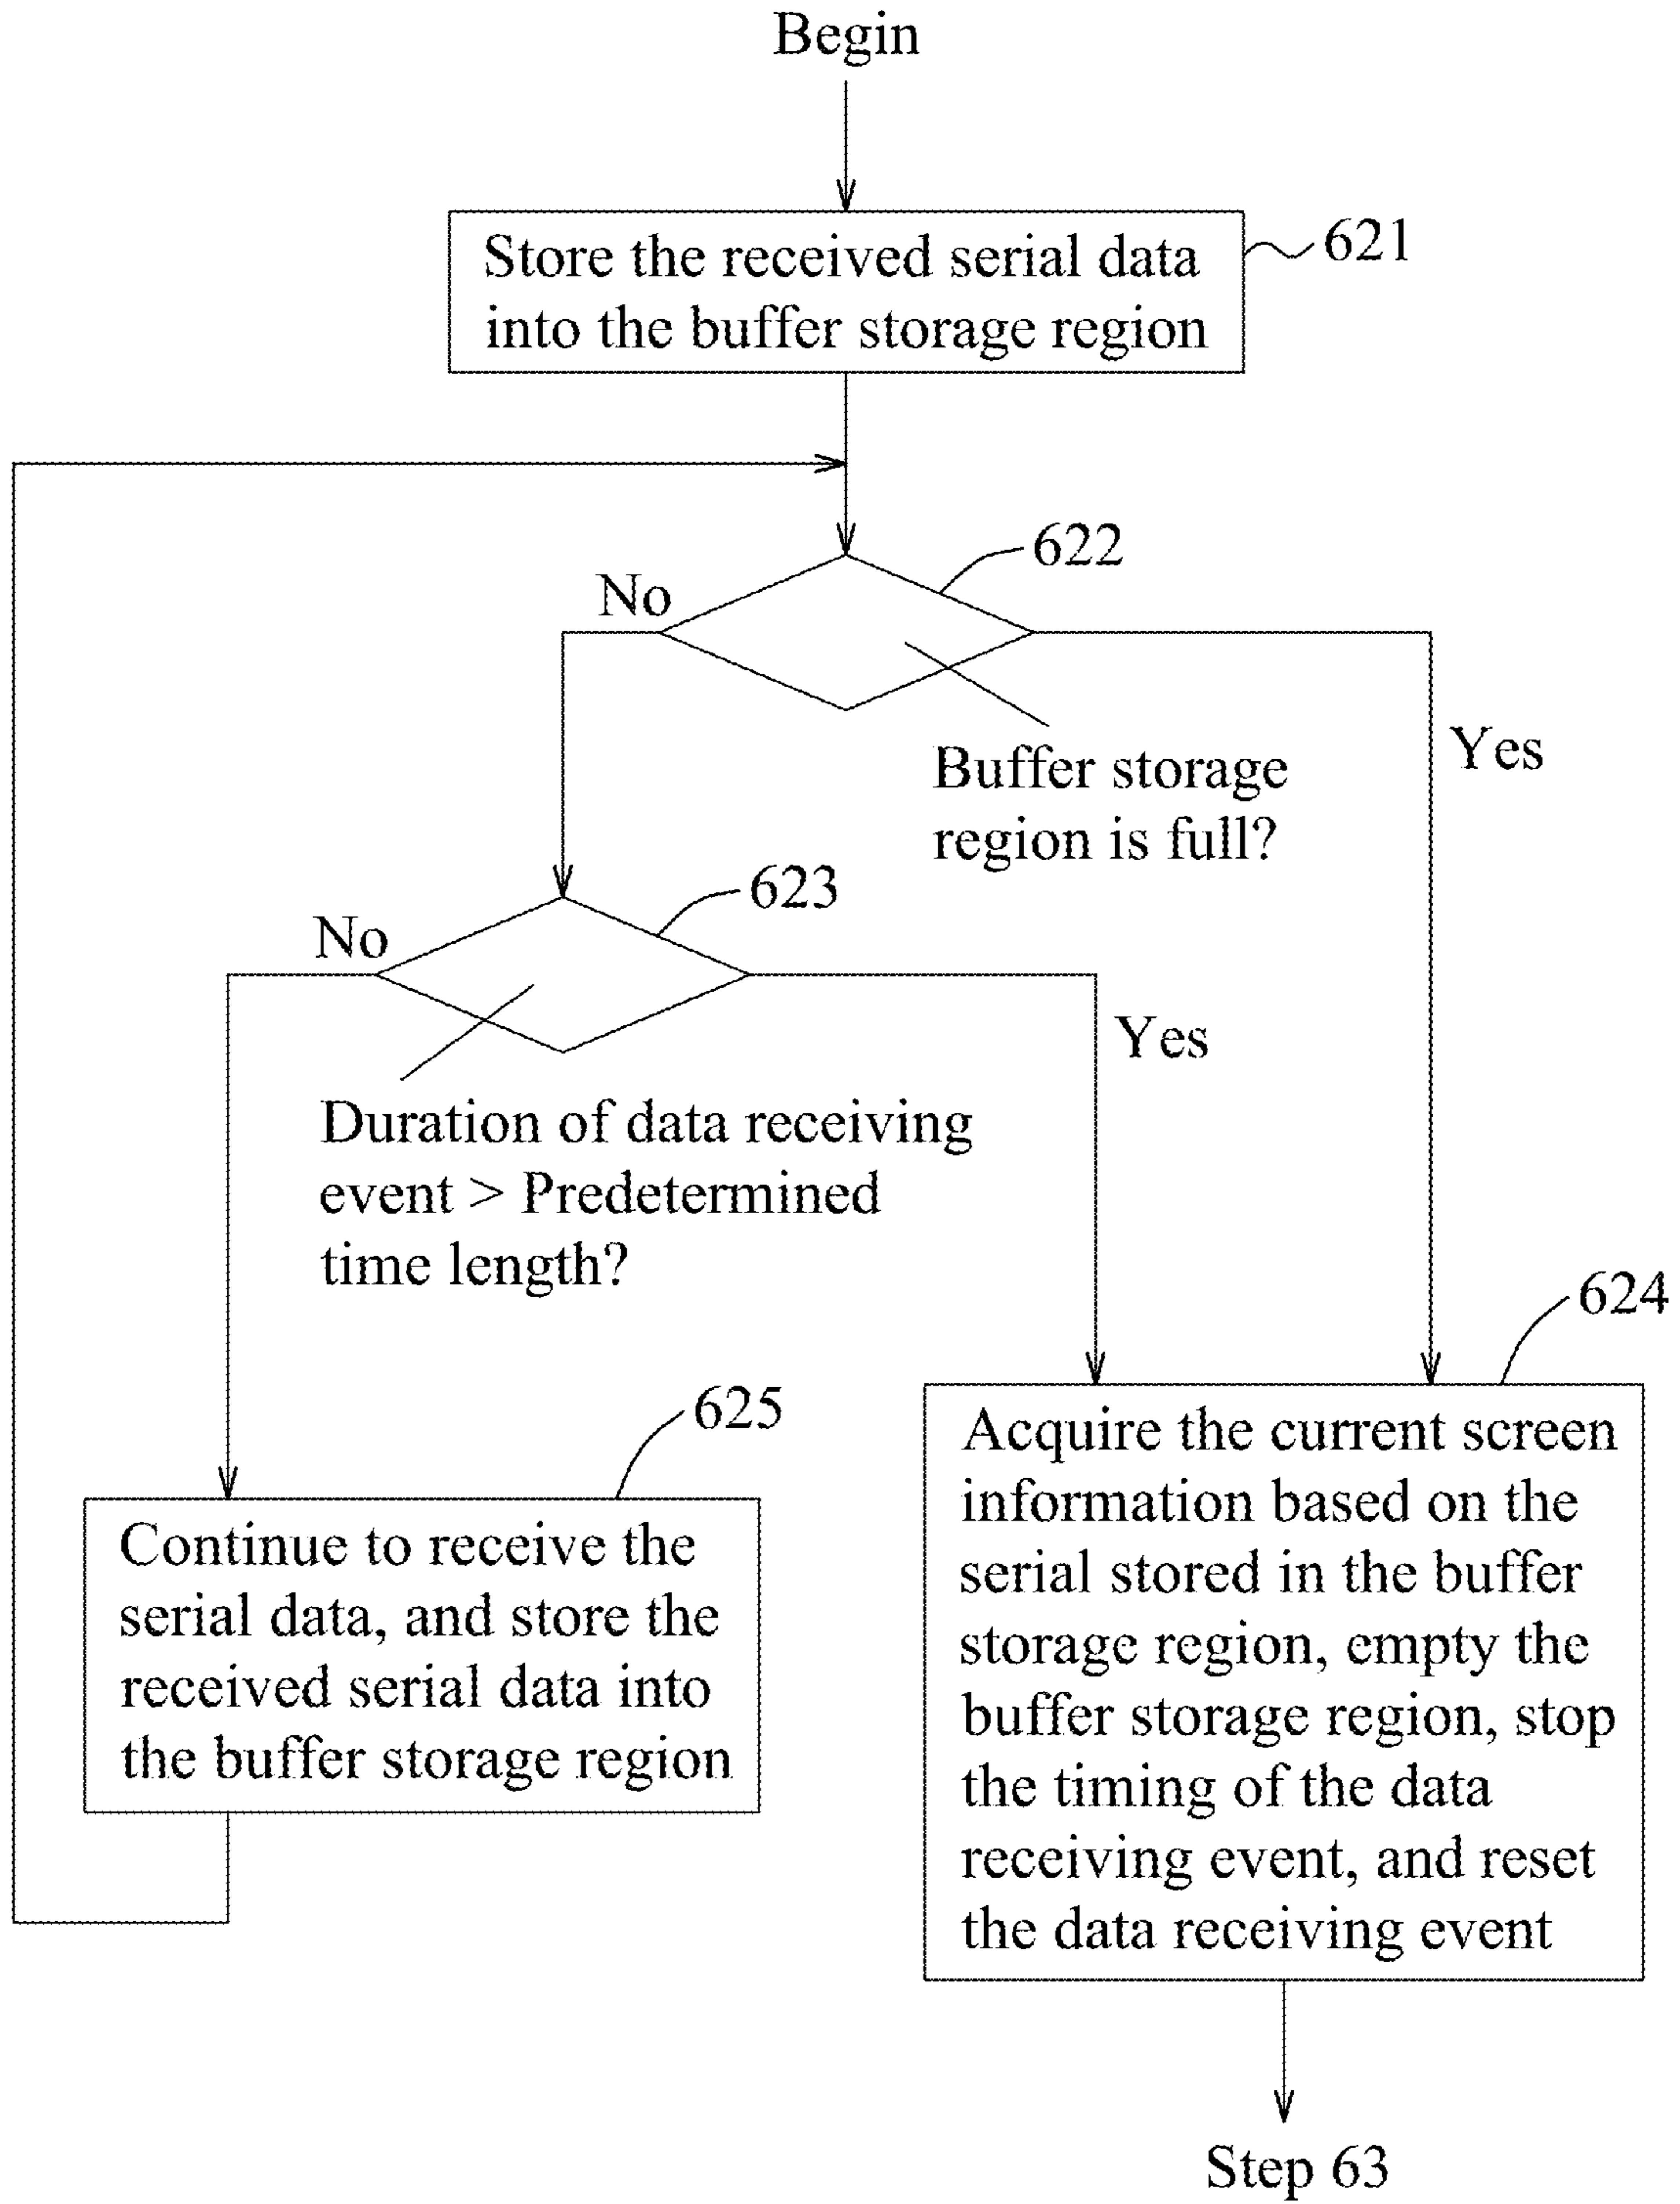 Begin
Store the received serial data
into the buffer storage region
621
622
No
Yes
Buffer storage
region is full?
623
No
Yes
Duration of data receiving
event > Predetermined
time length?
624
625
Continue to receive the
serial data, and store the
received serial data into
the buffer storage region
Acquire the current screen
information based on the
serial stored in the buffer
storage region, empty the
buffer storage region, stop
the timing of the data
receiving event, and reset
the data receiving event
Step 63